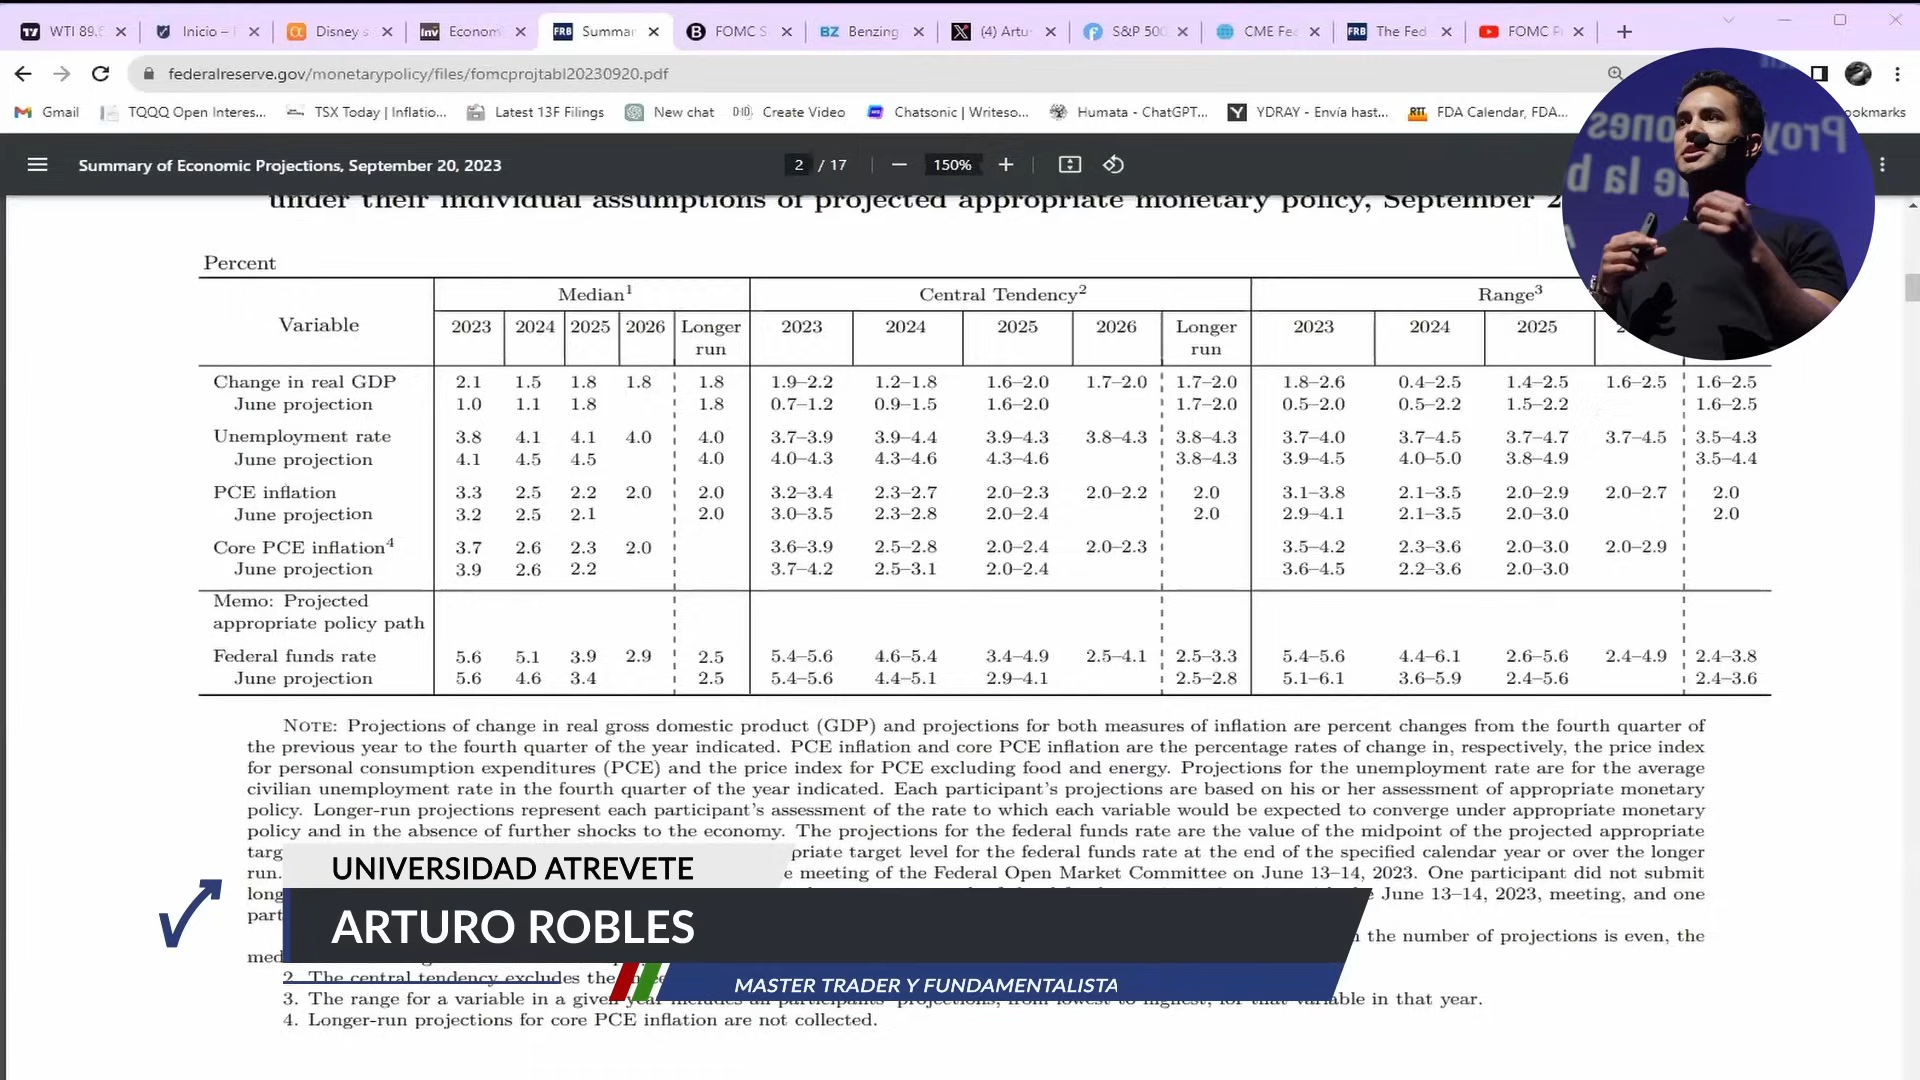 WTI 89.
Inicio –
Disney s
Inv Econom
FRB Summar
B FOMC S
BZ Benzing
(4) Artu
S&P 500
CME Fe
FRB The Fed
FOMC P
federalreserve.gov/monetarypolicy/files/fomcprojtabl20230920.pdf
Gmail TQQQ Open Interes... TSX Today | Inflatio... Latest 13F Filings New chat Create Video Chatsonic | Writeso... Humata - ChatGPT... YDRAY - Envía hast... FDA Calendar, FDA... ookmarks
Summary of Economic Projections, September 20, 2023 2 / 17 150%
under their individual assumptions of projected appropriate monetary policy, September 2
Percent
Variable Median1 Central Tendency2 Range3
2023 2024 2025 2026 Longer run 2023 2024 2025 2026 Longer run 2023 2024 2025
Change in real GDP 2.1 1.5 1.8 1.8 1.8 1.9–2.2 1.2–1.8 1.6–2.0 1.7–2.0 1.7–2.0 1.8–2.6 0.4–2.5 1.4–2.5 1.6–2.5 1.6–2.5
June projection 1.0 1.1 1.8 1.8 0.7–1.2 0.9–1.5 1.6–2.0 1.7–2.0 0.5–2.0 0.5–2.2 1.5–2.2 1.6–2.5
Unemployment rate 3.8 4.1 4.1 4.0 4.0 3.7–3.9 3.9–4.4 3.9–4.3 3.8–4.3 3.8–4.3 3.7–4.0 3.7–4.5 3.7–4.7 3.7–4.5 3.5–4.3
June projection 4.1 4.5 4.5 4.0 4.0–4.3 4.3–4.6 4.3–4.6 3.8–4.3 3.9–4.5 4.0–5.0 3.8–4.9 3.5–4.4
PCE inflation 3.3 2.5 2.2 2.0 2.0 3.2–3.4 2.3–2.7 2.0–2.3 2.0–2.2 2.0 3.1–3.8 2.1–3.5 2.0–2.9 2.0–2.7 2.0
June projection 3.2 2.5 2.1 2.0 3.0–3.5 2.3–2.8 2.0–2.4 2.0 2.9–4.1 2.1–3.5 2.0–3.0 2.0
Core PCE inflation4 3.7 2.6 2.3 2.0 3.6–3.9 2.5–2.8 2.0–2.4 2.0–2.3 3.5–4.2 2.3–3.6 2.0–3.0 2.0–2.9
June projection 3.9 2.6 2.2 3.7–4.2 2.5–3.1 2.0–2.4 3.6–4.5 2.2–3.6 2.0–3.0
Memo: Projected
appropriate policy path
Federal funds rate 5.6 5.1 3.9 2.9 2.5 5.4–5.6 4.6–5.4 3.4–4.9 2.5–4.1 2.5–3.3 5.4–5.6 4.4–6.1 2.6–5.6 2.4–4.9 2.4–3.8
June projection 5.6 4.6 3.4 2.5 5.4–5.6 4.4–5.1 2.9–4.1 2.5–2.8 5.1–6.1 3.6–5.9 2.4–5.6 2.4–3.6
NOTE: Projections of change in real gross domestic product (GDP) and projections for both measures of inflation are percent changes from the fourth quarter of
the previous year to the fourth quarter of the year indicated. PCE inflation and core PCE inflation are the percentage rates of change in, respectively, the price index
for personal consumption expenditures (PCE) and the price index for PCE excluding food and energy. Projections for the unemployment rate are for the average
civilian unemployment rate in the fourth quarter of the year indicated. Each participant's projections are based on his or her assessment of appropriate monetary
policy. Longer-run projections represent each participant's assessment of the rate to which each variable would be expected to converge under appropriate monetary
policy and in the absence of further shocks to the economy. The projections for the federal funds rate are the value of the midpoint of the projected appropriate
targ priate target level for the federal funds rate at the end of the specified calendar year or over the longer
run. meeting of the Federal Open Market Committee on June 13–14, 2023. One participant did not submit
long June 13–14, 2023, meeting, and one
part
the number of projections is even, the
med
2. The central tendency excludes the
3. The range for a variable in a given year includes all participants' projections, from lowest to highest, for that variable in that year.
4. Longer-run projections for core PCE inflation are not collected.
UNIVERSIDAD ATREVETE
ARTURO ROBLES
MASTER TRADER Y FUNDAMENTALISTA